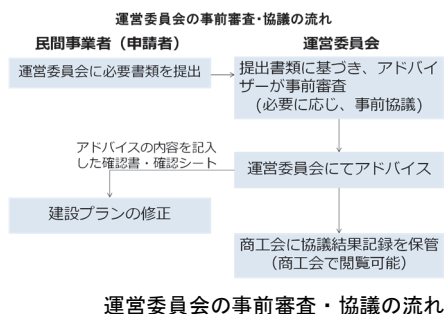 運営委員会の事前審査・協議の流れ
民間事業者（申請者）
運営委員会
運営委員会に必要書類を提出
提出書類に基づき、アドバイ
ザーが事前審査
(必要に応じ、事前協議)
アドバイスの内容を記入
した確認書・確認シート
運営委員会にてアドバイス
建設プランの修正
商工会に協議結果記録を保管
（商工会で閲覧可能）
運営委員会の事前審査・協議の流れ